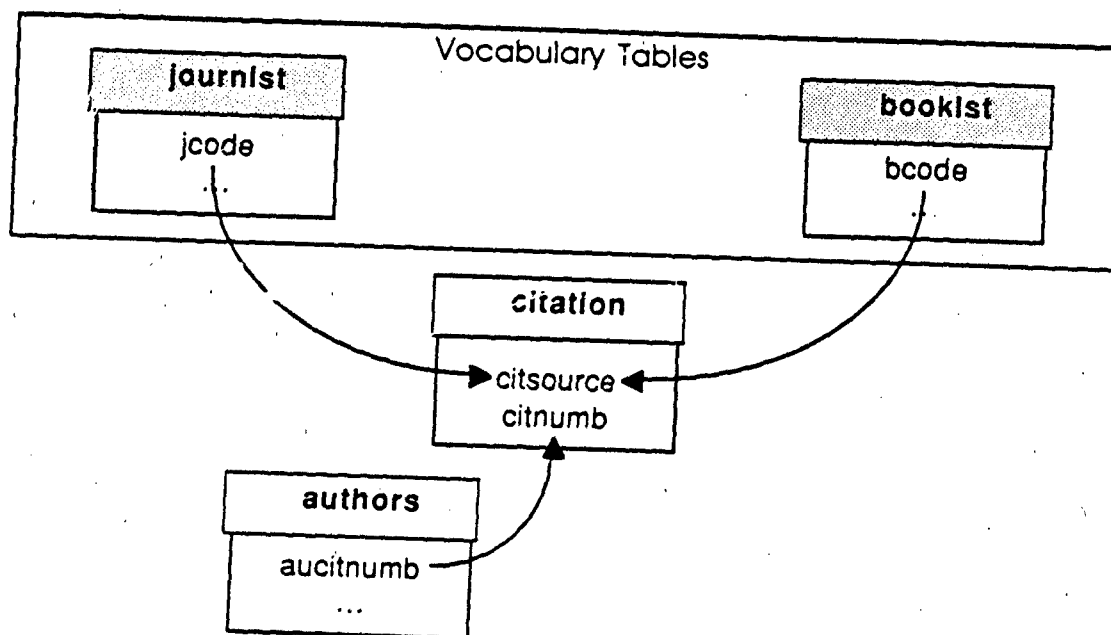 Vocabulary Tables
journlst
jcode
...
booklst
bcode
..
citation
citsource
citnumb
authors
aucitnumb
...